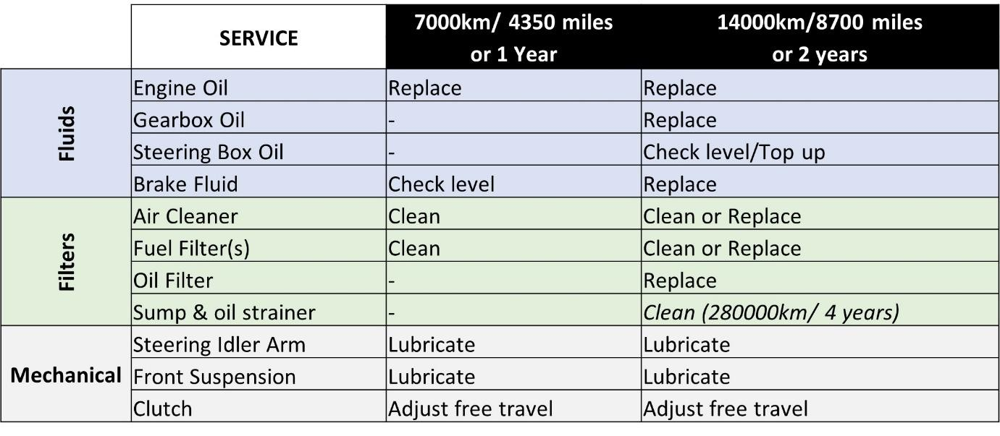 SERVICE 7000km/ 4350 miles or 1 Year 14000km/8700 miles or 2 years
Fluids
Engine Oil Replace Replace
Gearbox Oil - Replace
Steering Box Oil - Check level/Top up
Brake Fluid Check level Replace
Filters
Air Cleaner Clean Clean or Replace
Fuel Filter(s) Clean Clean or Replace
Oil Filter - Replace
Sump & oil strainer - Clean (280000km/ 4 years)
Mechanical
Steering Idler Arm Lubricate Lubricate
Front Suspension Lubricate Lubricate
Clutch Adjust free travel Adjust free travel